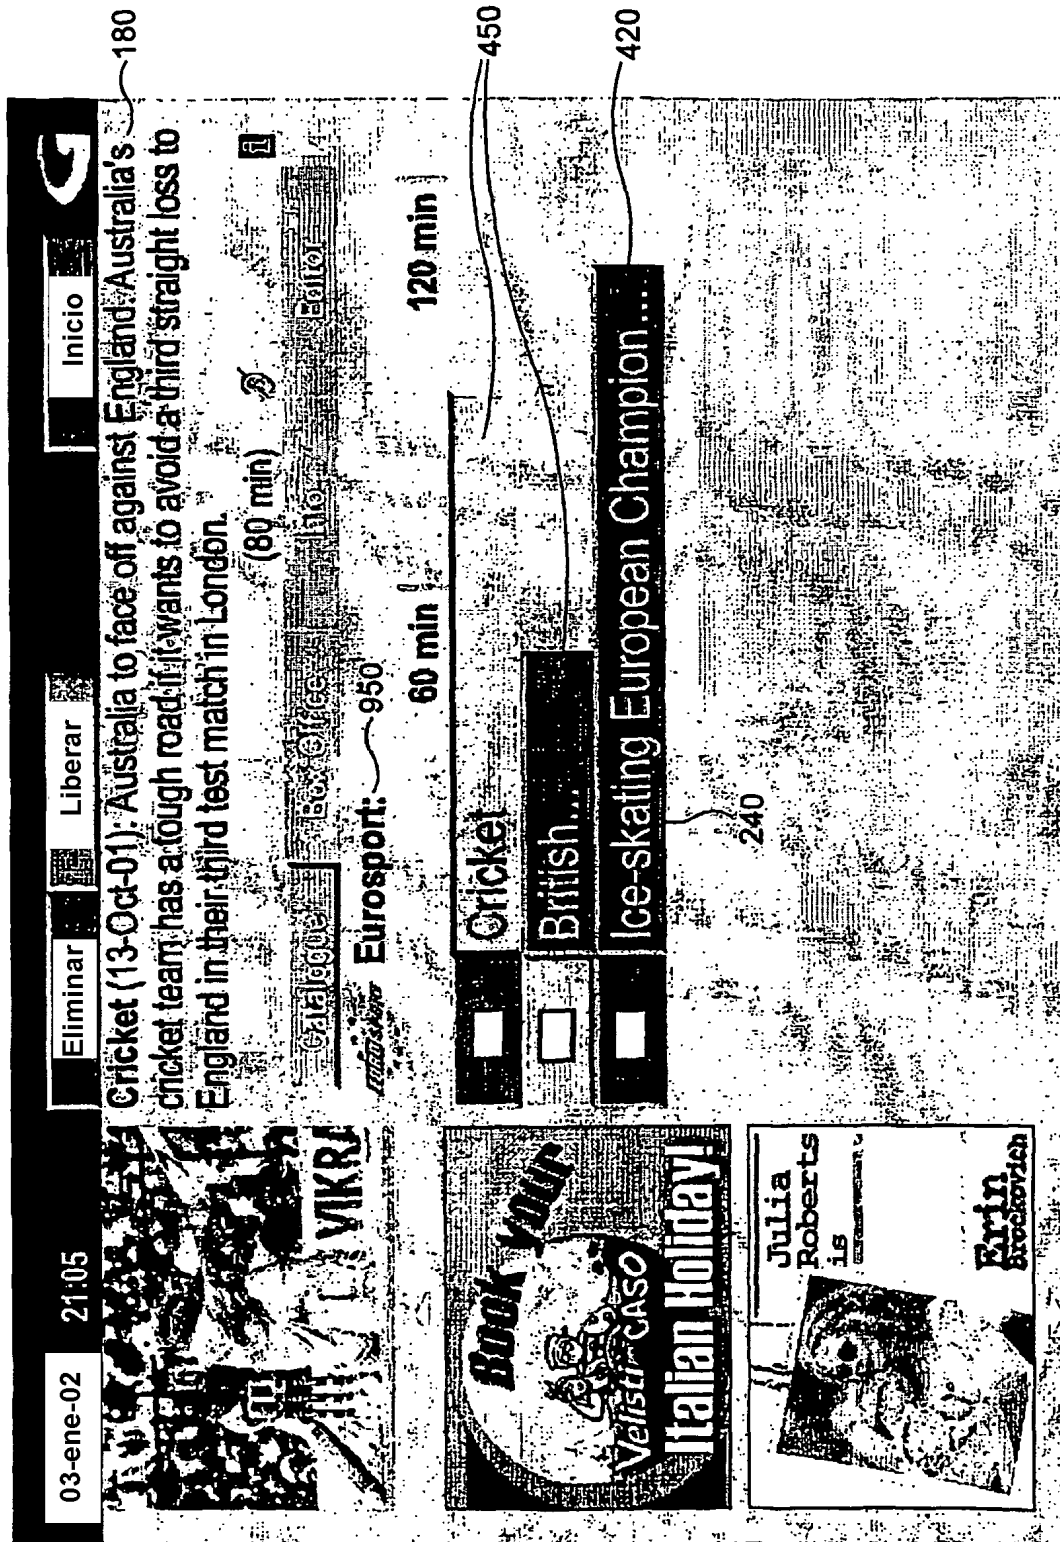 03-ene-02
21:05
Eliminar
Liberar
Inicio
Cricket (13-Oct-01): Australia to face off against England. Australia's
cricket team has a tough road if it wants to avoid a third straight loss to
England in their third test match in London.
(80 min)
i
180
VIKR
Catalogue
Box Office
Info
Editor
Eurosport:
950
60 min
120 min
Cricket
British...
Ice-skating European Champion...
450
420
240
Book Your
Italian Holiday!
Julia
Roberts
is
Erin
Brockovich